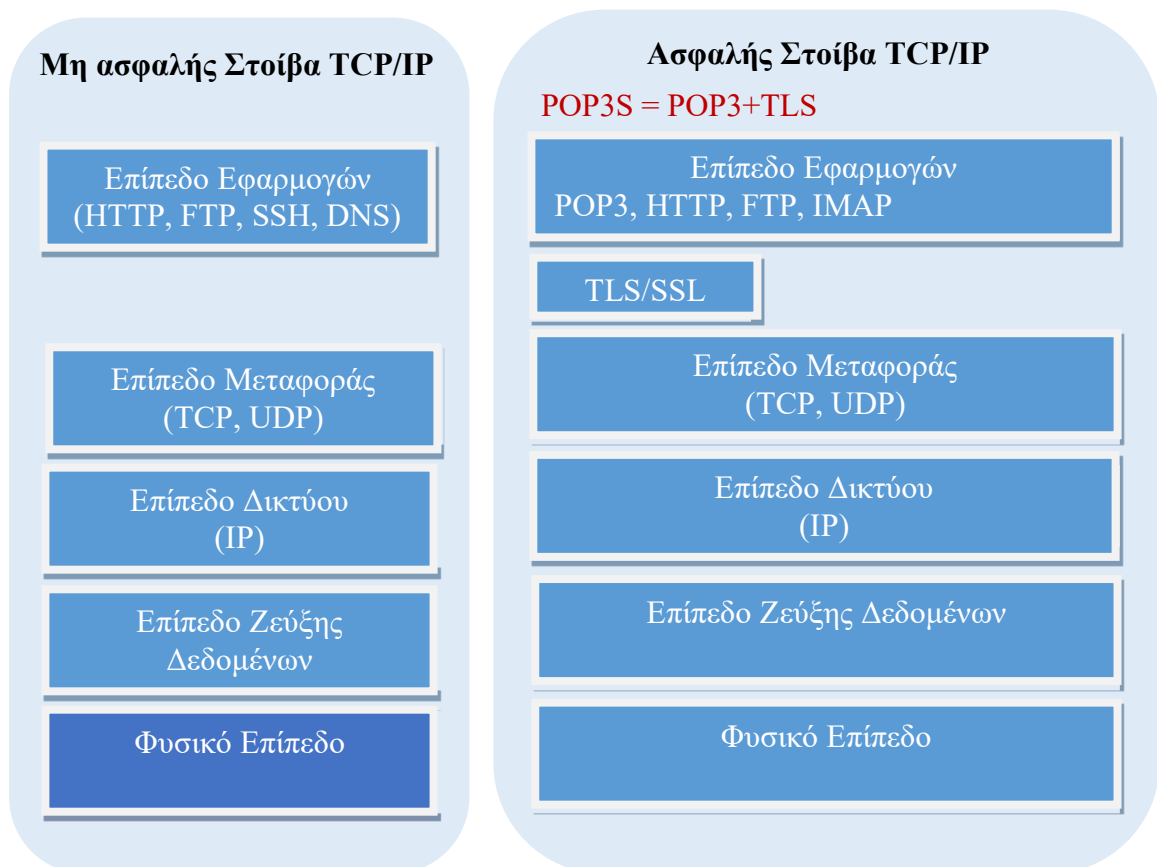 Μη ασφαλής Στοίβα TCP/IP
Επίπεδο Εφαρμογών
(HTTP, FTP, SSH, DNS)
Επίπεδο Μεταφοράς
(TCP, UDP)
Επίπεδο Δικτύου
(IP)
Επίπεδο Ζεύξης
Δεδομένων
Φυσικό Επίπεδο
Ασφαλής Στοίβα TCP/IP
POP3S = POP3+TLS
Επίπεδο Εφαρμογών
POP3, HTTP, FTP, IMAP
TLS/SSL
Επίπεδο Μεταφοράς
(TCP, UDP)
Επίπεδο Δικτύου
(IP)
Επίπεδο Ζεύξης Δεδομένων
Φυσικό Επίπεδο